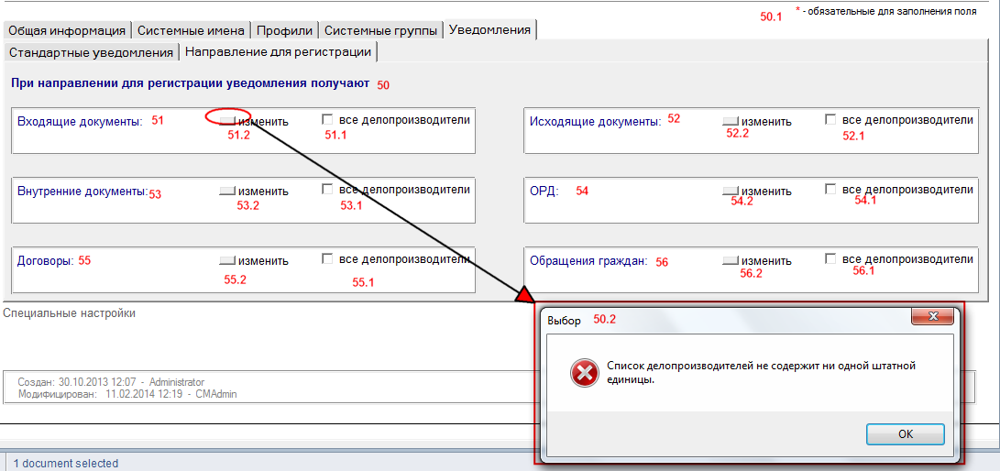 50.1 * - обязательные для заполнения поля
Общая информация Системные имена Профили Системные группы Уведомления
Стандартные уведомления Направление для регистрации
При направлении для регистрации уведомления получают 50
Входящие документы: 51 изменить все делопроизводители
51.2 51.1
Исходящие документы: 52 изменить все делопроизводители
52.2 52.1
Внутренние документы: 53 изменить все делопроизводители
53.2 53.1
ОРД: 54 изменить все делопроизводители
54.2 54.1
Договоры: 55 изменить все делопроизводители
55.2 55.1
Обращения граждан: 56 изменить все делопроизводители
56.2 56.1
Специальные настройки
Выбор 50.2
Список делопроизводителей не содержит ни одной штатной
единицы.
OK
Создан: 30.10.2013 12:07 - Administrator
Модифицирован: 11.02.2014 12:19 - CMAdmin
1 document selected